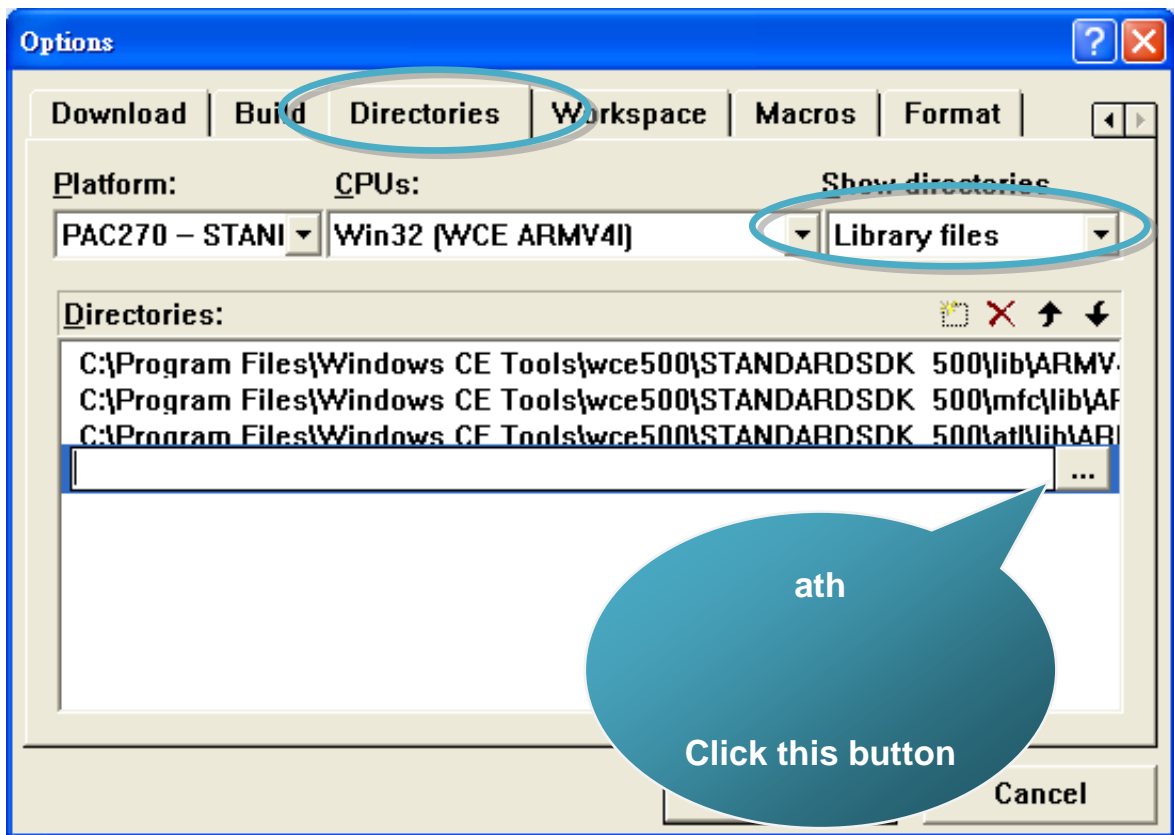 Options
Download Build Directories Workspace Macros Format
Platform: CPUs: Show directories
PAC270 – STANI Win32 (WCE ARMV4I) Library files
Directories:
C:\Program Files\Windows CE Tools\wce500\STANDARDSDK_500\lib\ARMV
C:\Program Files\Windows CE Tools\wce500\STANDARDSDK_500\mfc\lib\AR
C:\Program Files\Windows CE Tools\wce500\STANDARDSDK_500\atl\lib\ARI
...
ath
Click this button
Cancel